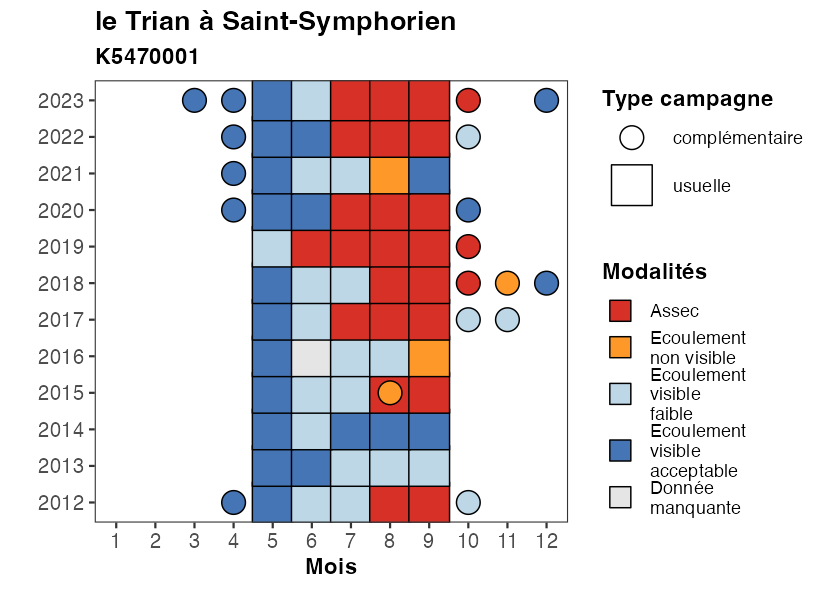 le Trian à Saint-Symphorien
K5470001
2023
2022
2021
2020
2019
2018
2017
2016
2015
2014
2013
2012
1 2 3 4 5 6 7 8 9 10 11 12
Mois
Type campagne
complémentaire
usuelle
Modalités
Assec
Ecoulement
non visible
Ecoulement
visible
faible
Ecoulement
visible
acceptable
Donnée
manquante